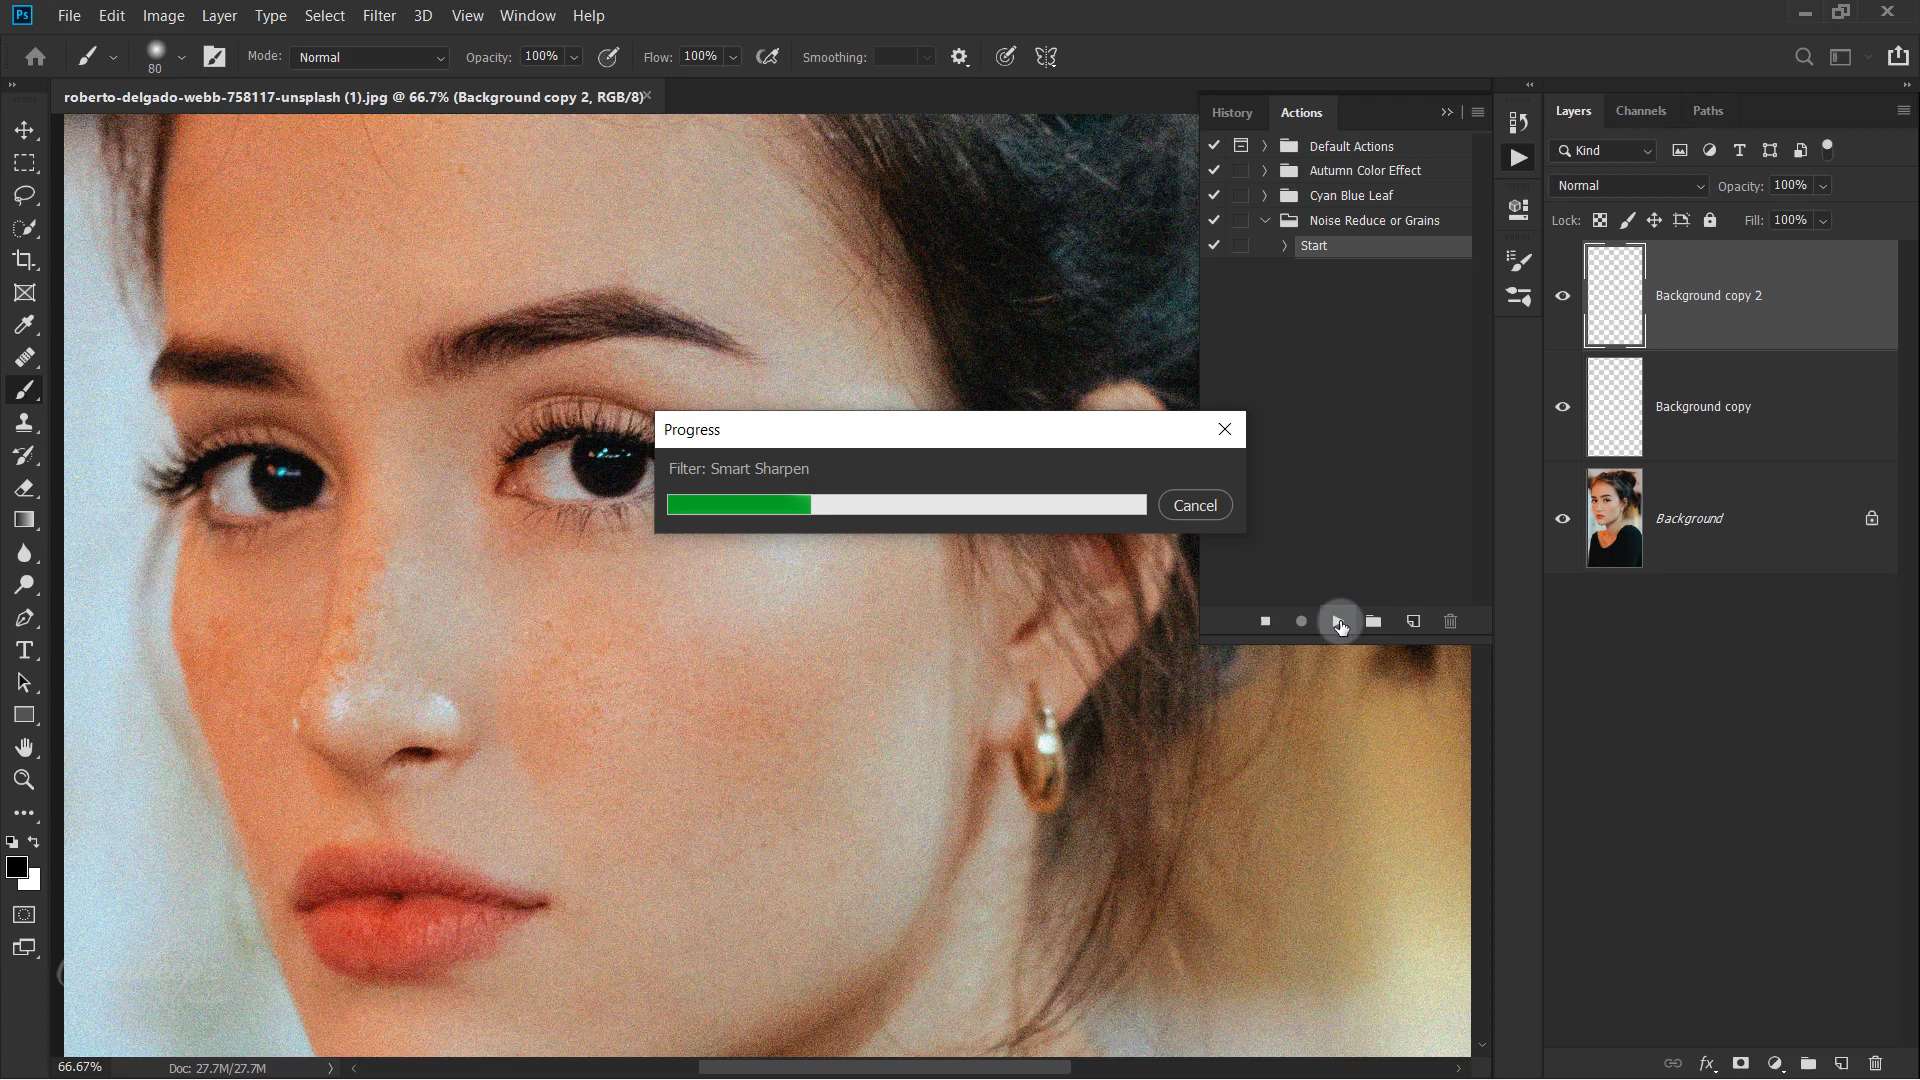 Ps File Edit Image Layer Type Select Filter 3D View Window Help
80 Mode: Normal Opacity: 100% Flow: 100% Smoothing:
roberto-delgado-webb-758117-unsplash (1).jpg @ 66.7% (Background copy 2, RGB/8)
History Actions
Default Actions
Autumn Color Effect
Cyan Blue Leaf
Noise Reduce or Grains
Start
Layers Channels Paths
Kind
Normal Opacity: 100%
Lock: Fill: 100%
Background copy 2
Background copy
Background
Progress
Filter: Smart Sharpen
Cancel
66.67% Doc: 27.7M/27.7M
fx